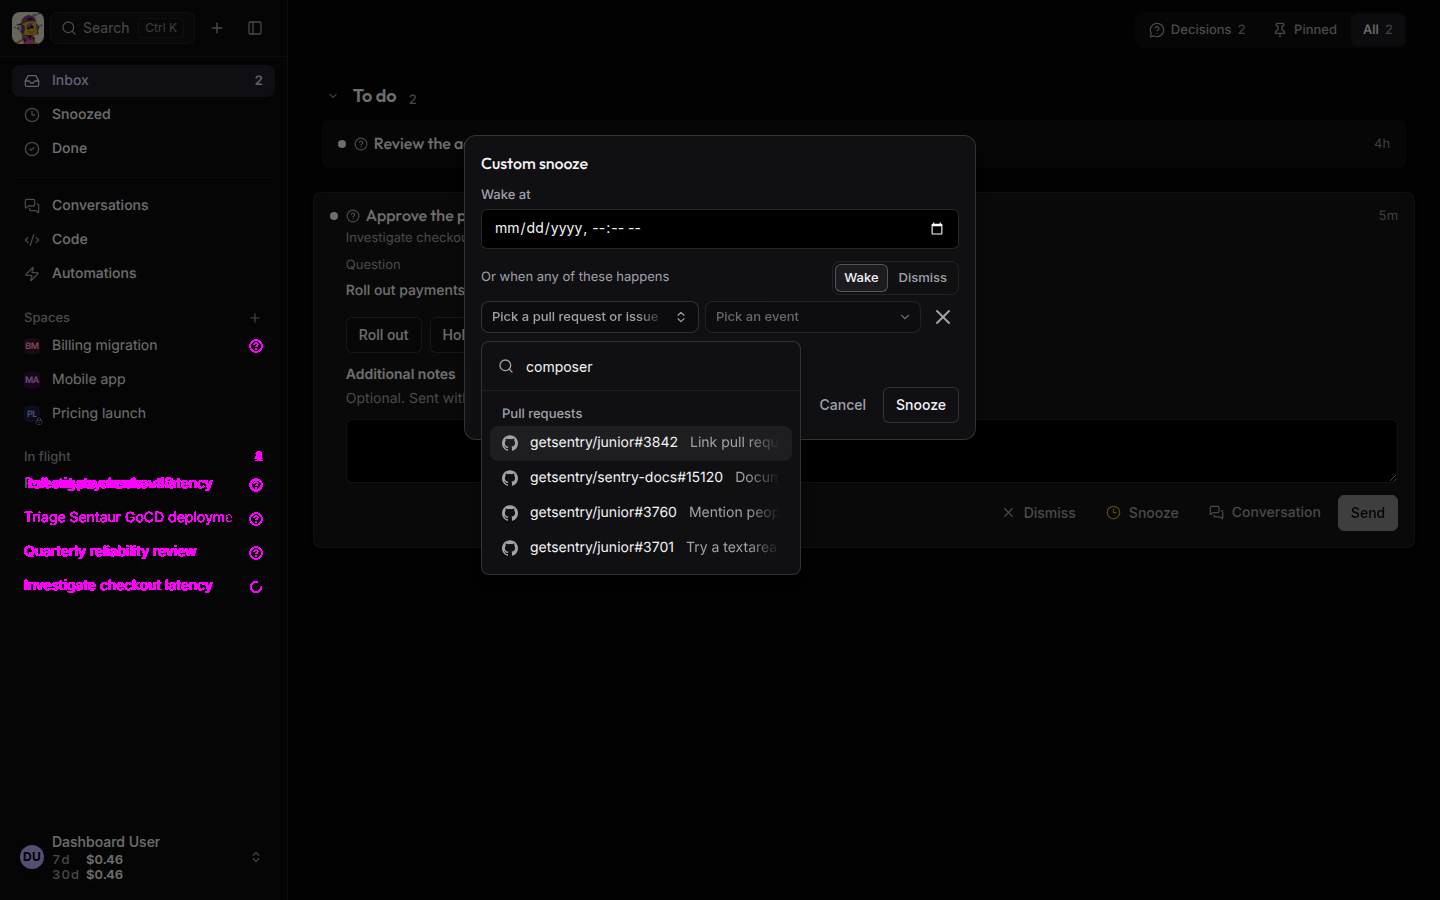 Search Ctrl K
Decisions 2 Pinned All 2
Inbox 2
Snoozed
Done
To do 2
Review the a
4h
Conversations
Code
Automations
Spaces
BM Billing migration
MA Mobile app
PL Pricing launch
In flight
Triage Sentaur GoCD deployme
Quarterly reliability review
Investigate checkout latency
Dashboard User
DU
7d $0.46
30d $0.46
Approve the p
5m
Investigate checkou
Question
Roll out payments
Roll out
Hol
Additional notes
Optional. Sent wit
Dismiss Snooze Conversation Send
Custom snooze
Wake at
mm/dd/yyyy, --:-- --
Or when any of these happens Wake Dismiss
Pick a pull request or issue Pick an event
composer
Pull requests
getsentry/junior#3842 Link pull requ
getsentry/sentry-docs#15120 Docum
getsentry/junior#3760 Mention peop
getsentry/junior#3701 Try a textarea
Cancel Snooze